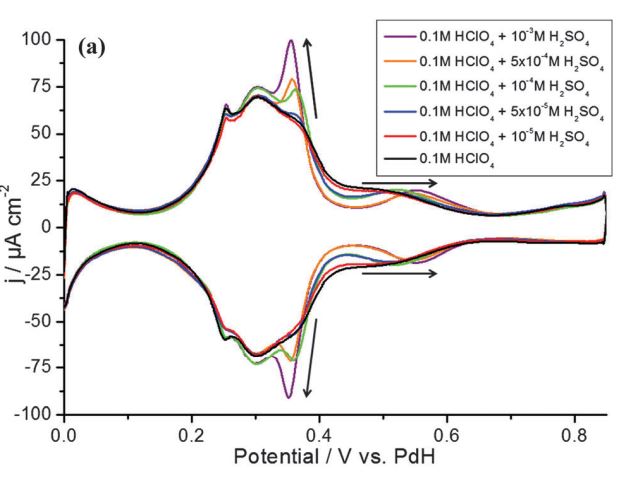 (a)
0.1M HClO₄ + 10⁻³M H₂SO₄
0.1M HClO₄ + 5x10⁻⁴M H₂SO₄
0.1M HClO₄ + 10⁻⁴M H₂SO₄
0.1M HClO₄ + 5x10⁻⁵M H₂SO₄
0.1M HClO₄ + 10⁻⁵M H₂SO₄
0.1M HClO₄
100
75
50
25
0
-25
-50
-75
-100
j / µA cm⁻²
0.0 0.2 0.4 0.6 0.8
Potential / V vs. PdH